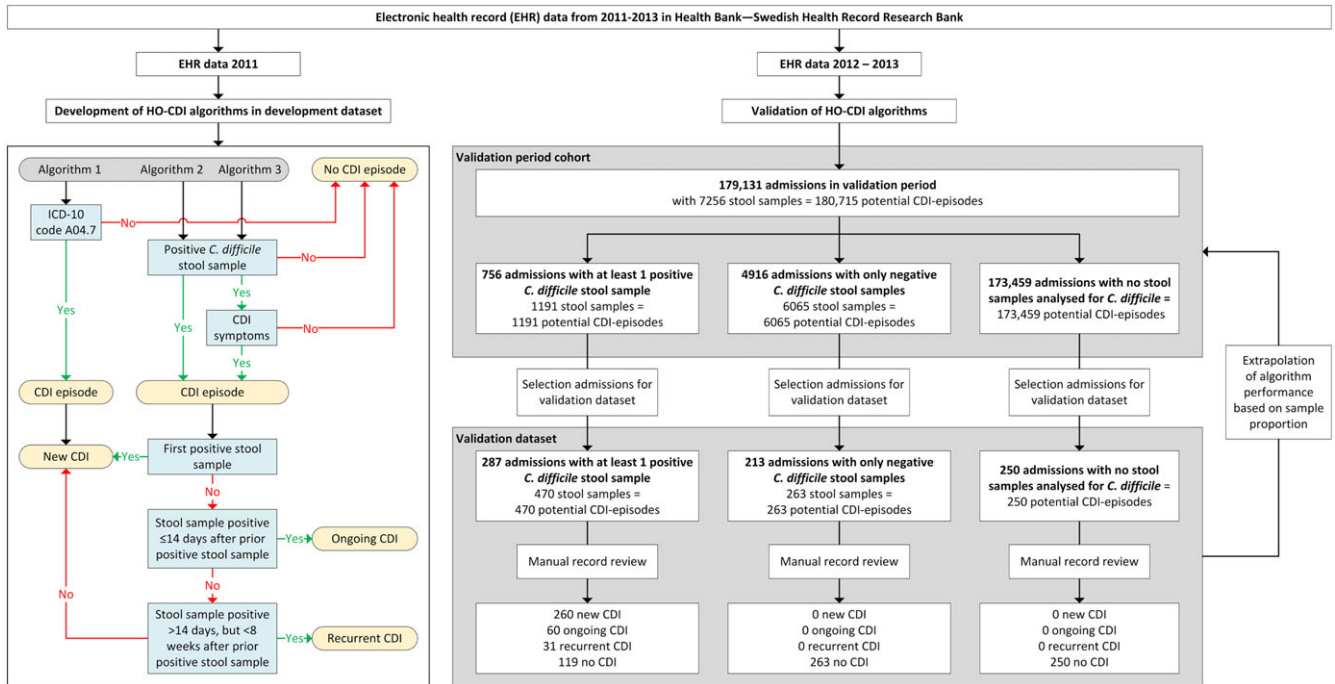 Electronic health record (EHR) data from 2011-2013 in Health Bank—Swedish Health Record Research Bank
EHR data 2011
Development of HO-CDI algorithms in development dataset
Algorithm 1
Algorithm 2
Algorithm 3
No CDI episode
ICD-10
code A04.7
No
Positive C. difficile
stool sample
No
Yes
Yes
Yes
CDI
symptoms
No
Yes
CDI episode
CDI episode
New CDI
Yes
First positive stool
sample
No
Stool sample positive
≤14 days after prior
positive stool sample
Yes
Ongoing CDI
No
No
Stool sample positive
>14 days, but <8
weeks after prior
positive stool sample
Yes
Recurrent CDI
EHR data 2012 – 2013
Validation of HO-CDI algorithms
Validation period cohort
179,131 admissions in validation period
with 7256 stool samples = 180,715 potential CDI-episodes
756 admissions with at least 1 positive
C. difficile stool sample
1191 stool samples =
1191 potential CDI-episodes
4916 admissions with only negative
C. difficile stool samples
6065 stool samples =
6065 potential CDI-episodes
173,459 admissions with no stool
samples analysed for C. difficile =
173,459 potential CDI-episodes
Selection admissions for
validation dataset
Selection admissions for
validation dataset
Selection admissions for
validation dataset
Extrapolation
of algorithm
performance
based on sample
proportion
Validation dataset
287 admissions with at least 1 positive
C. difficile stool sample
470 stool samples =
470 potential CDI-episodes
213 admissions with only negative
C. difficile stool samples
263 stool samples =
263 potential CDI-episodes
250 admissions with no stool
samples analysed for C. difficile =
250 potential CDI-episodes
Manual record review
Manual record review
Manual record review
260 new CDI
60 ongoing CDI
31 recurrent CDI
119 no CDI
0 new CDI
0 ongoing CDI
0 recurrent CDI
263 no CDI
0 new CDI
0 ongoing CDI
0 recurrent CDI
250 no CDI